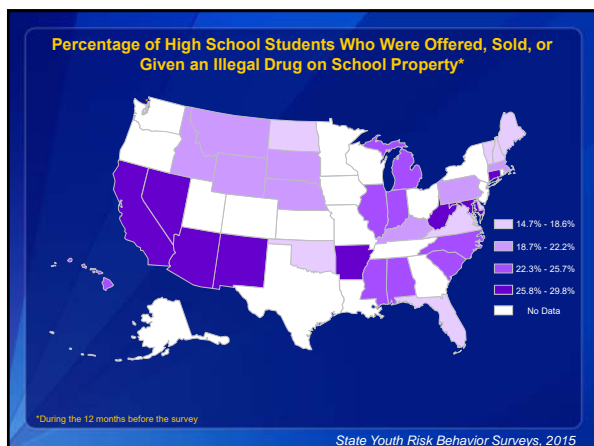 Percentage of High School Students Who Were Offered, Sold, or
Given an Illegal Drug on School Property*
14.7% - 18.6%
18.7% - 22.2%
22.3% - 25.7%
25.8% - 29.8%
No Data
*During the 12 months before the survey
State Youth Risk Behavior Surveys, 2015